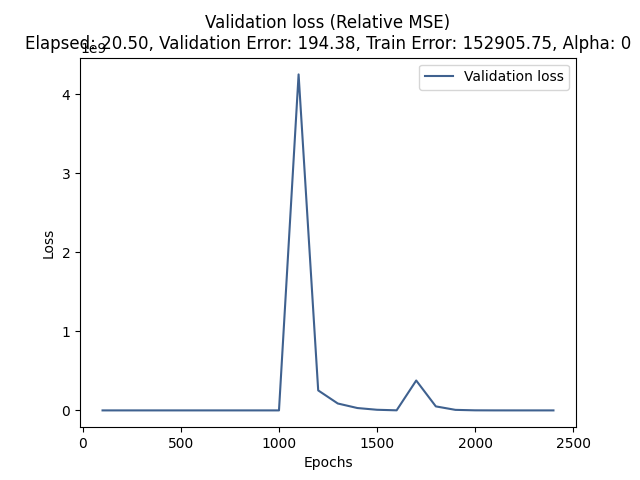 Validation loss (Relative MSE)
Elapsed: 20.50, Validation Error: 194.38, Train Error: 152905.75, Alpha: 0
1e9
Validation loss
4
3
2
1
0
Loss
0 500 1000 1500 2000 2500
Epochs